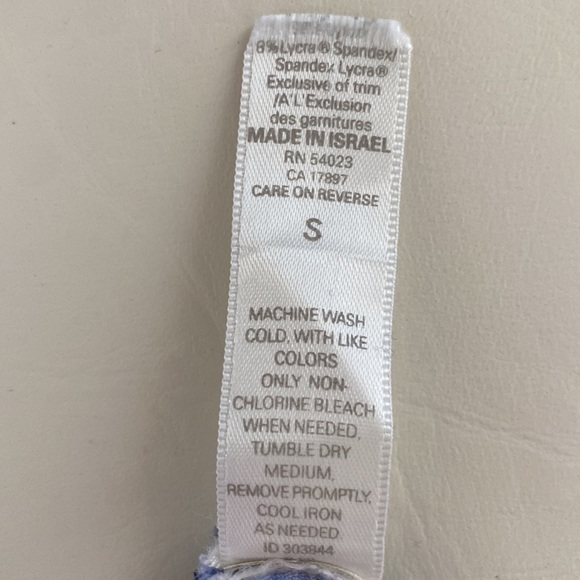 8% Lycra® Spandex/
Spandex Lycra®
Exclusive of trim
/A'L'Exclusion
des garnitures
MADE IN ISRAEL
RN 54023
CA 17897
CARE ON REVERSE
S
MACHINE WASH
COLD, WITH LIKE
COLORS
ONLY NON-
CHLORINE BLEACH
WHEN NEEDED,
TUMBLE DRY
MEDIUM,
REMOVE PROMPTLY,
COOL IRON
AS NEEDED
ID 303844